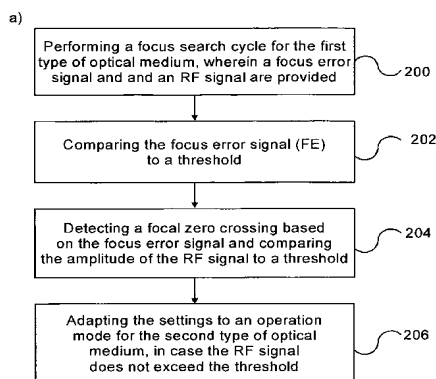 a)
Performing a focus search cycle for the first
type of optical medium, wherein a focus error
signal and and an RF signal are provided
200
Comparing the focus error signal (FE)
to a threshold
202
Detecting a focal zero crossing based
on the focus error signal and comparing
the amplitude of the RF signal to a threshold
204
Adapting the settings to an operation
mode for the second type of optical
medium, in case the RF signal
does not exceed the threshold
206